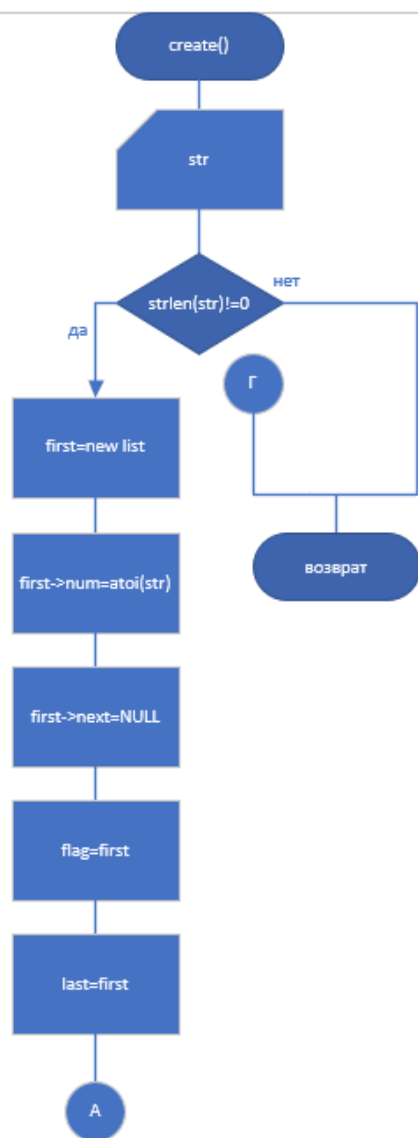 create()
str
strlen(str)!=0
да
нет
first=new list
Г
first->num=atoi(str)
возврат
first->next=NULL
flag=first
last=first
А